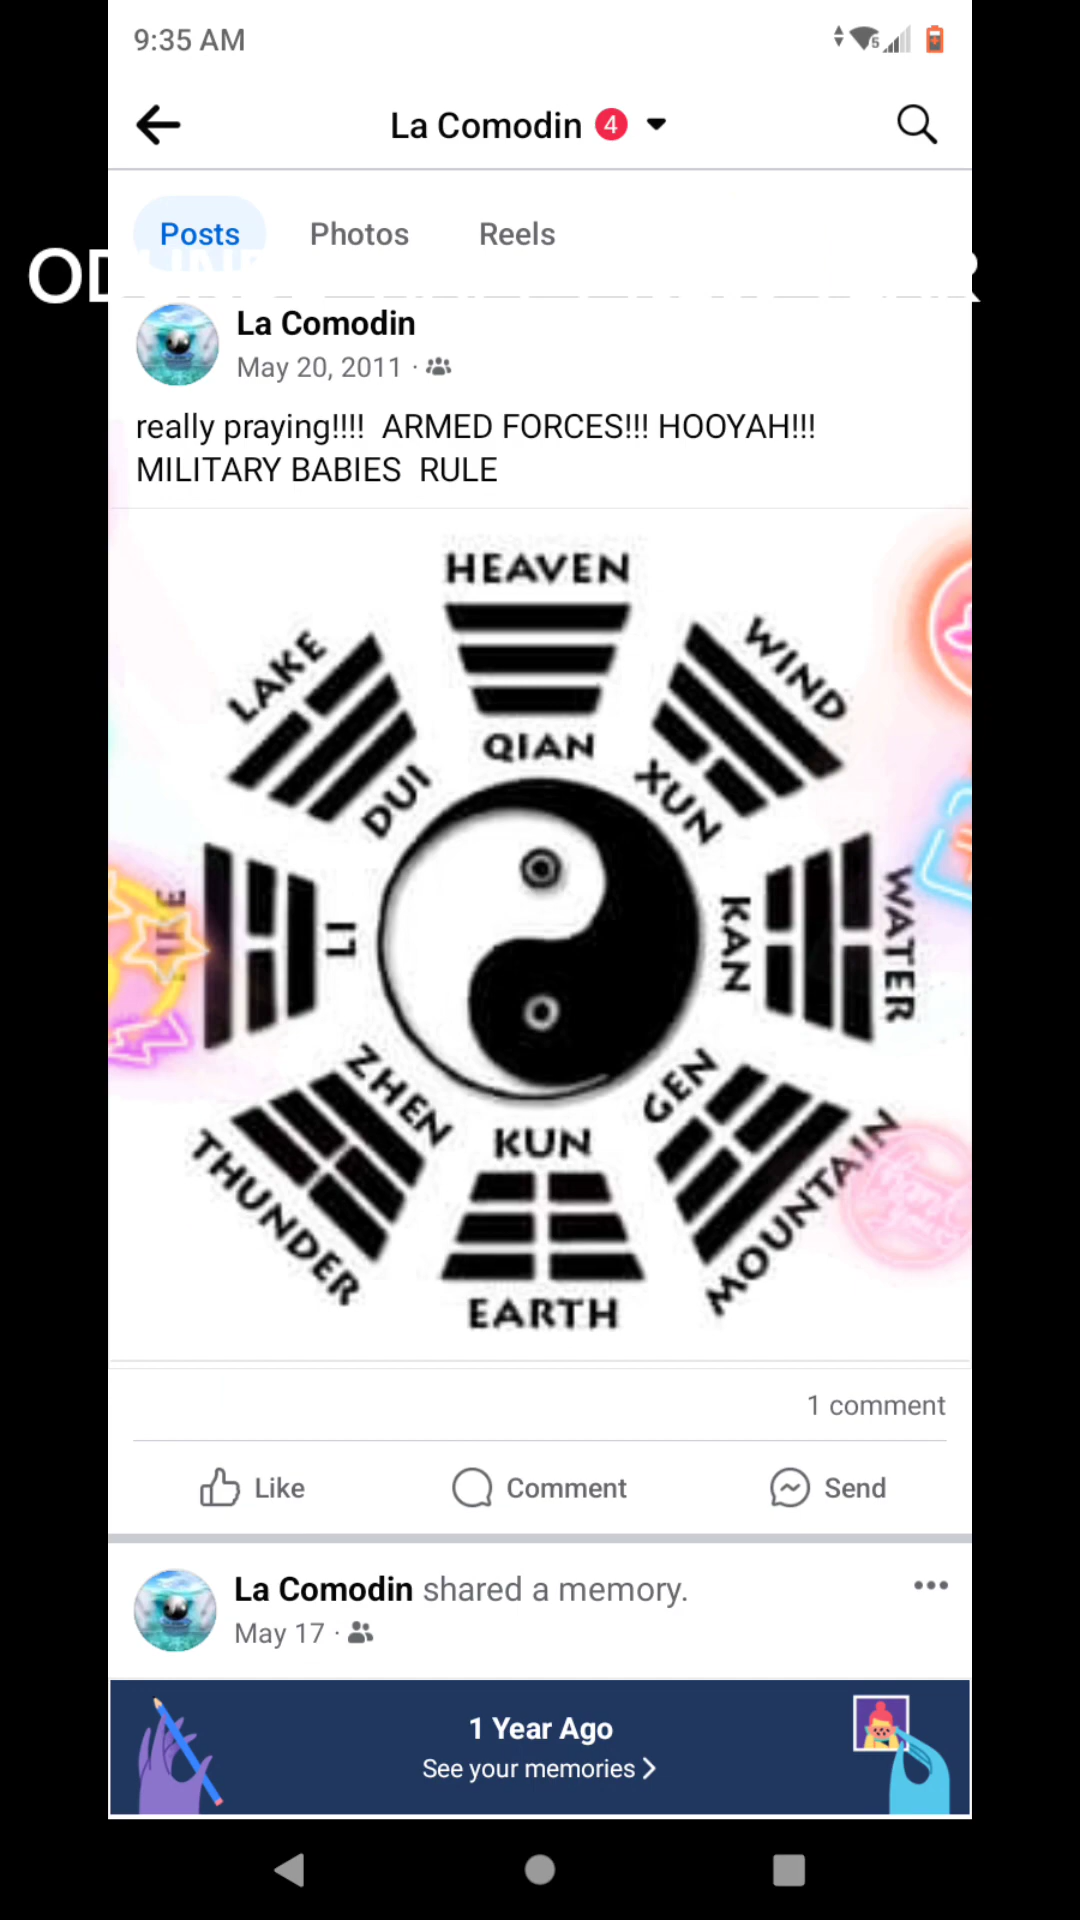 9:35 AM
5
La Comodin 4
Posts Photos Reels
La Comodin
May 20, 2011 ·
really praying!!!!  ARMED FORCES!!! HOOYAH!!!
MILITARY BABIES  RULE
HEAVEN
QIAN
LAKE
DUI
WIND
XUN
LI
WATER
KAN
ZHEN
THUNDER
GEN
MOUNTAIN
KUN
EARTH
1 comment
Like Comment Send
La Comodin shared a memory.
May 17 ·
1 Year Ago
See your memories >